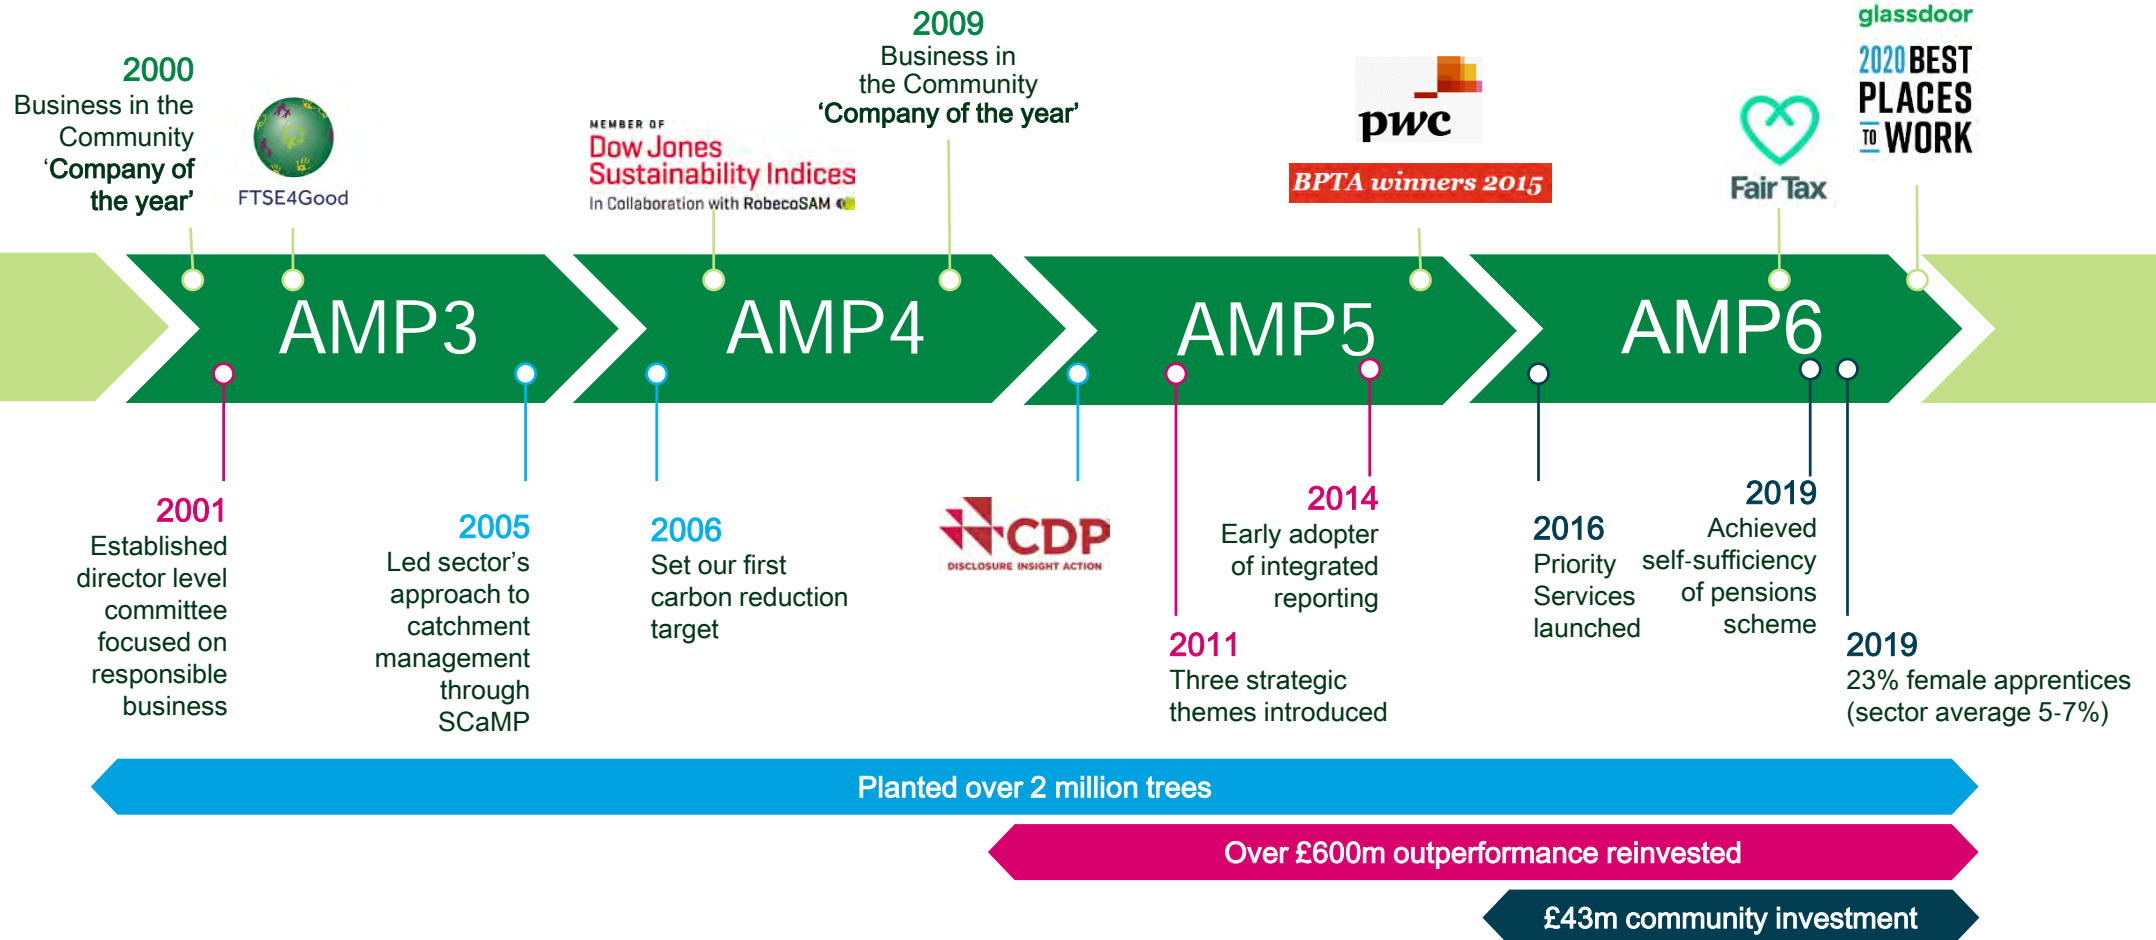 2000
Business in the
Community
‘Company of
the year’
FTSE4Good
MEMBER OF
Dow Jones
Sustainability Indices
In Collaboration with RobecoSAM
2009
Business in
the Community
‘Company of the year’
pwc
BPTA winners 2015
Fair Tax
glassdoor
2020 BEST
PLACES
TO WORK
AMP3
AMP4
AMP5
AMP6
2001
Established
director level
committee
focused on
responsible
business
2005
Led sector’s
approach to
catchment
management
through
SCaMP
2006
Set our first
carbon reduction
target
CDP
DISCLOSURE INSIGHT ACTION
2011
Three strategic
themes introduced
2014
Early adopter
of integrated
reporting
2016
Priority
Services
launched
2019
Achieved
self-sufficiency
of pensions
scheme
2019
23% female apprentices
(sector average 5-7%)
Planted over 2 million trees
Over £600m outperformance reinvested
£43m community investment